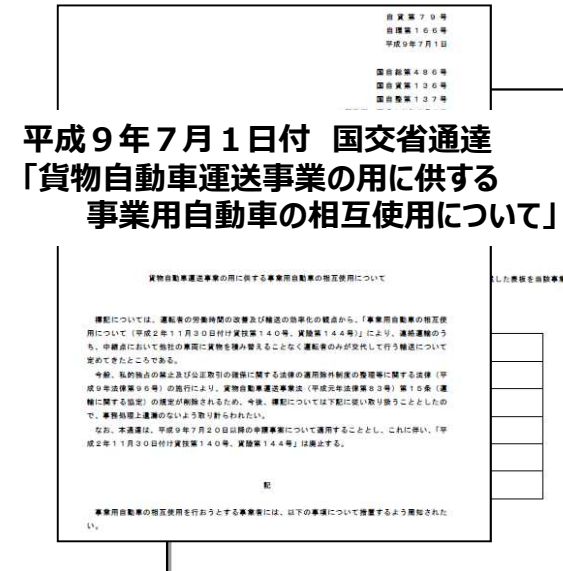 自貨第７９号
自環第１６６号
平成９年７月１日
国自総第４８６号
国自貨第１３６号
国自整第１３７号
平成９年７月１日付 国交省通達
「貨物自動車運送事業の用に供する
事業用自動車の相互使用について」
貨物自動車運送事業の用に供する事業用自動車の相互使用について
した表板を当該事業
標記については、運転者の労働時間の改善及び輸送の効率化の観点から、「事業用自動車の相互使
用について（平成２年１１月３０日付け貨技第１４０号、貨陸第１４４号）」により、連絡運輸のう
ち、中継点において他社の車両に貨物を積み替えることなく運転者のみが交代して行う輸送について
定めてきたところである。
今般、私的独占の禁止及び公正取引の確保に関する法律の適用除外制度の整理等に関する法律（平
成９年法律第９６号）の施行により、貨物自動車運送事業法（平成元年法律第８３号）第１５条（運
輸に関する協定）の規定が削除されるため、今後、標記については下記に従い取り扱うこととしたの
で、事務処理上遺漏のないよう取り計らわれたい。
なお、本通達は、平成９年７月２０日以降の申請事案について適用することとし、これに伴い、「平
成２年１１月３０日付け貨技第１４０号、貨陸第１４４号」は廃止する。
記
事業用自動車の相互使用を行おうとする事業者には、以下の事項について措置するよう周知された
い。